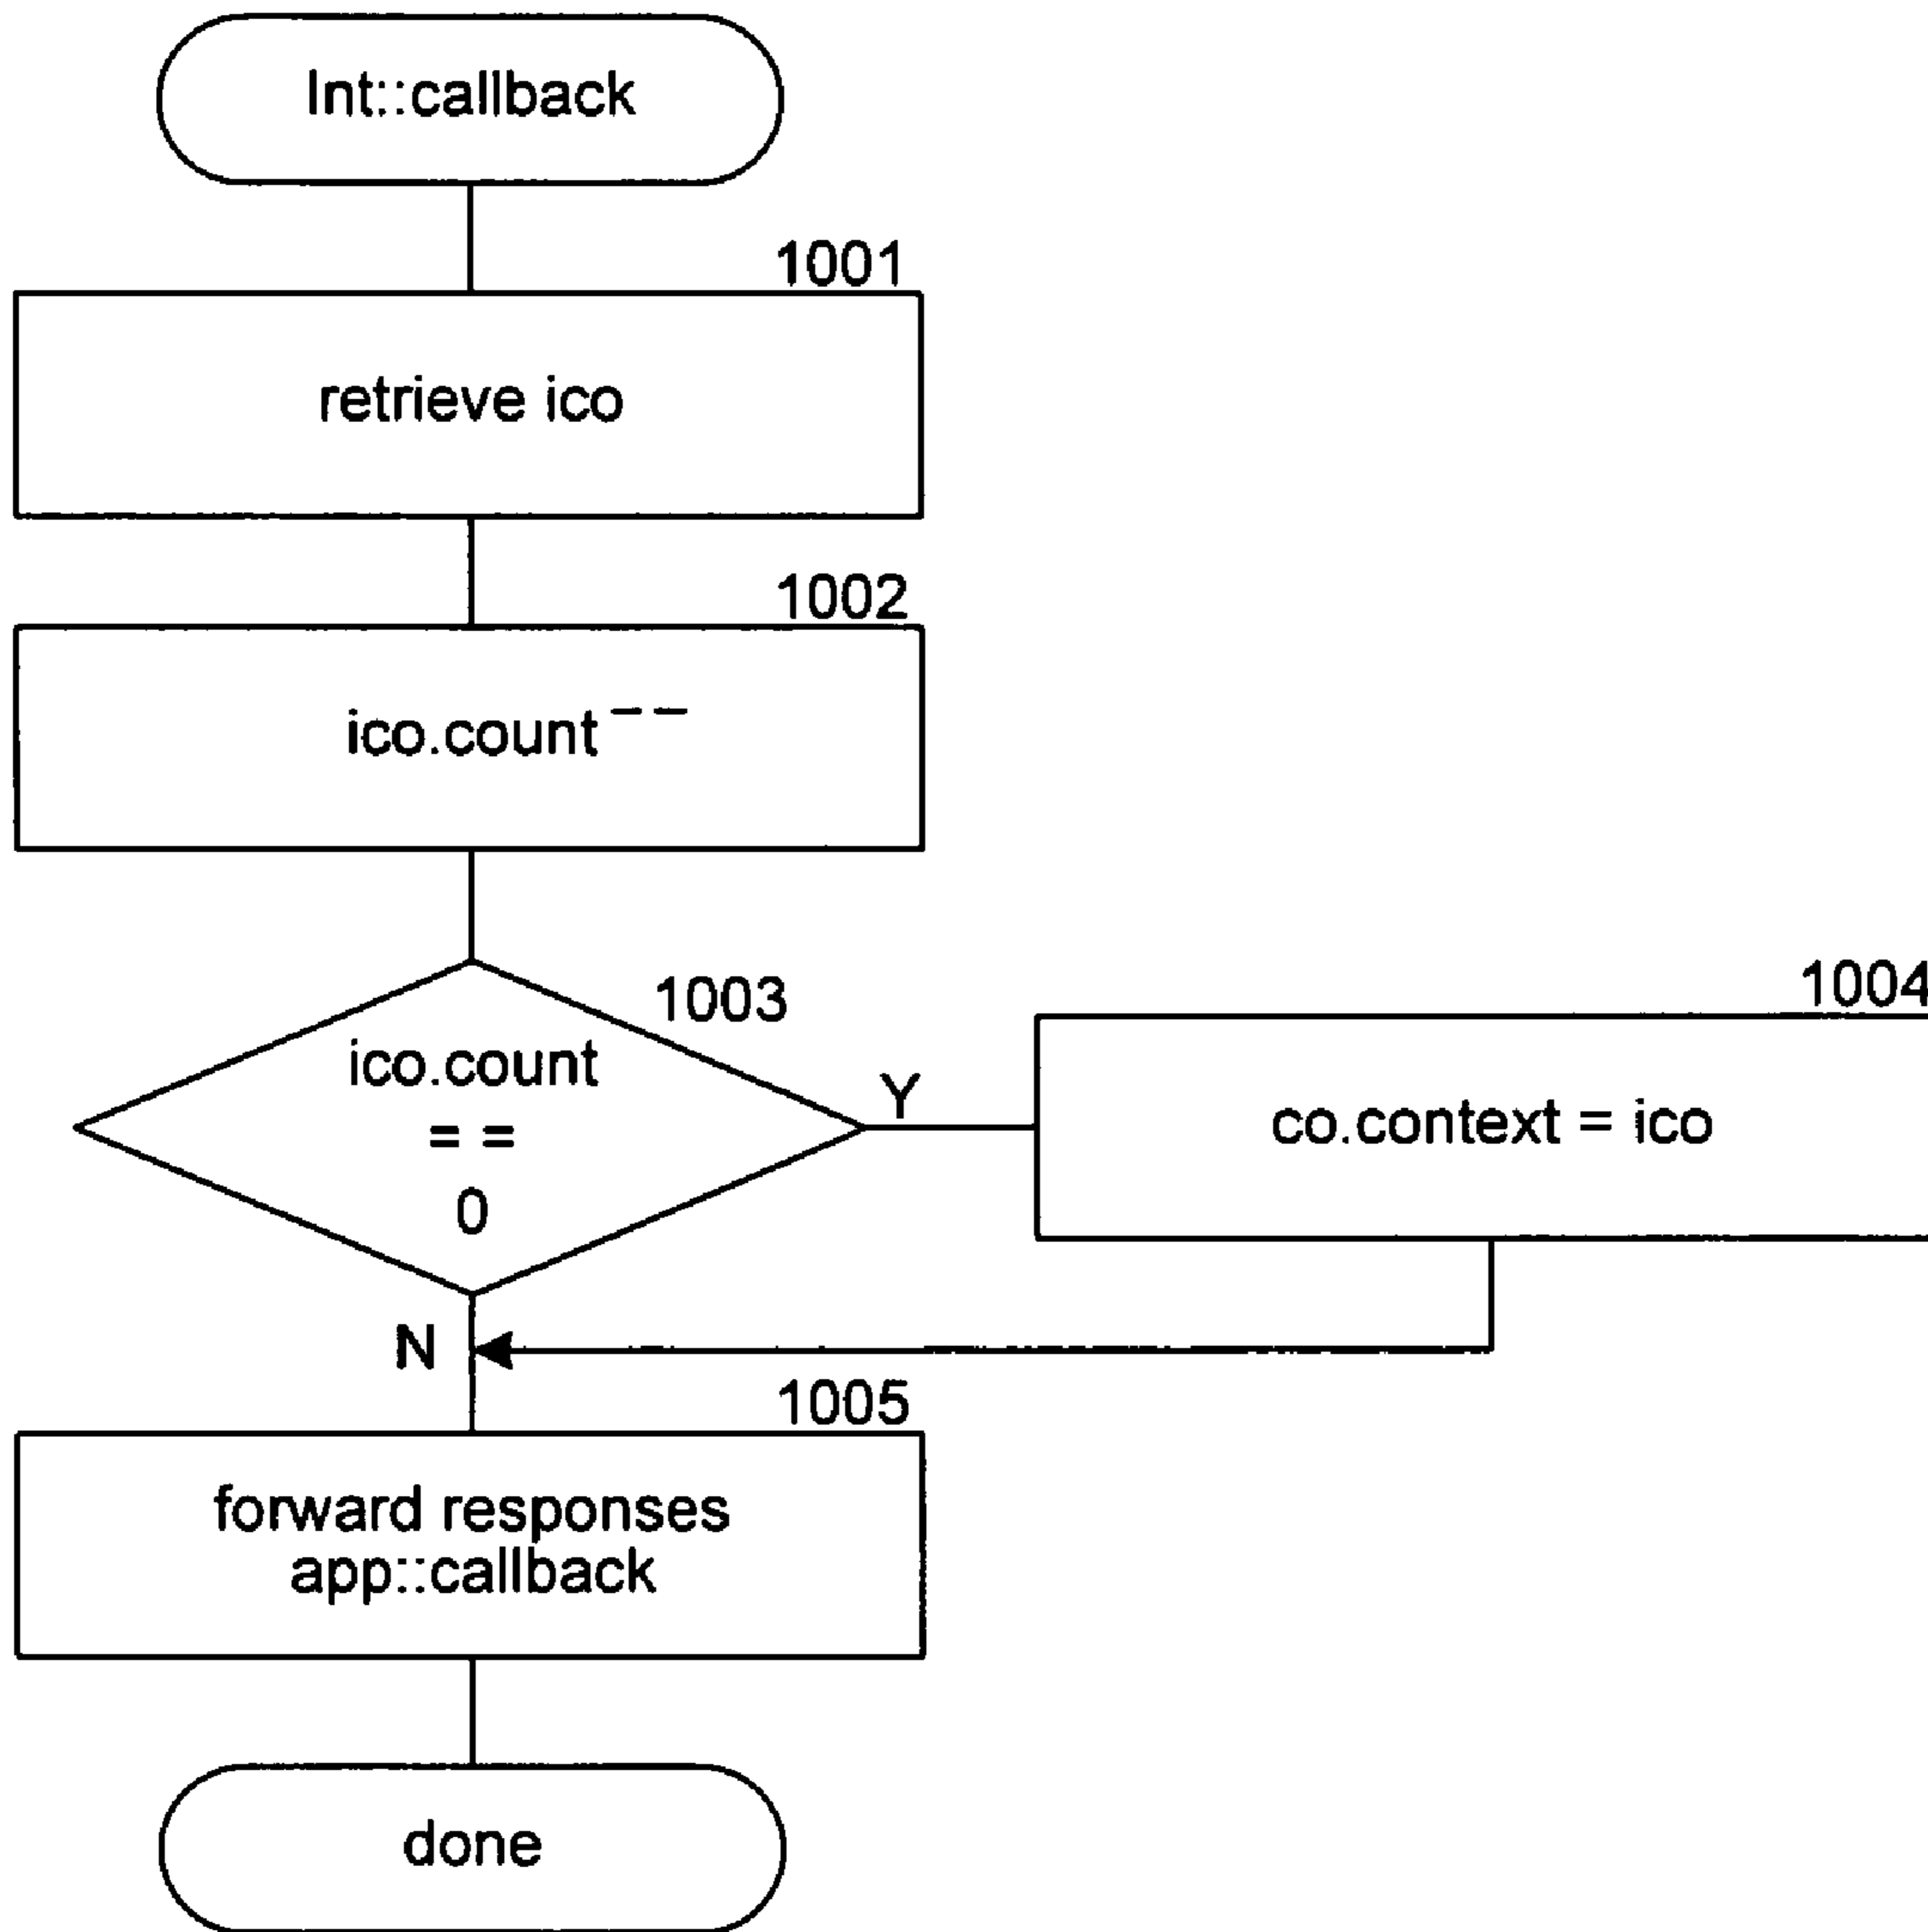 Int::callback
1001
retrieve ico
1002
ico.count--
1003
ico.count
= =
0
Y
1004
co.context = ico
N
1005
forward responses
app::callback
done